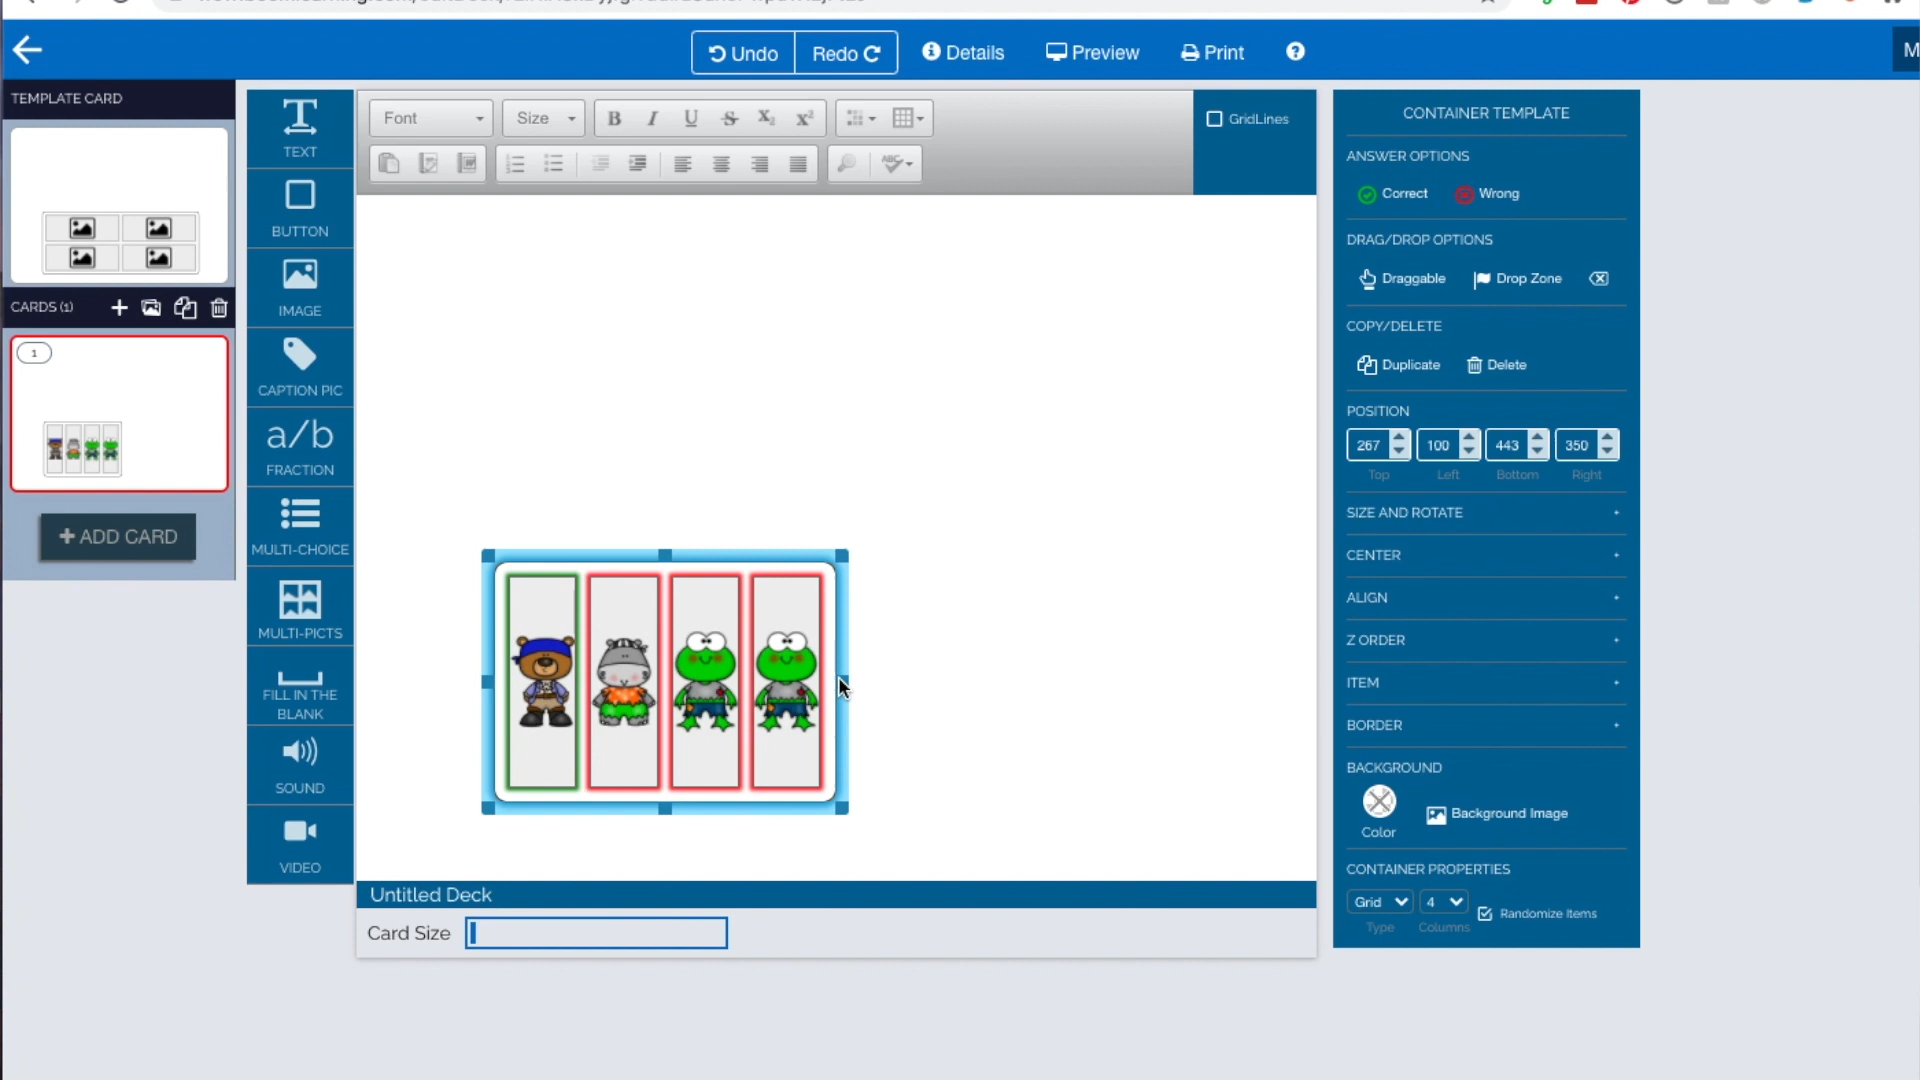 Undo
Redo
Details
Preview
Print
M
TEMPLATE CARD
CARDS (1)
1
+ ADD CARD
TEXT
BUTTON
IMAGE
CAPTION PIC
a/b
FRACTION
MULTI-CHOICE
MULTI-PICTS
FILL IN THE
BLANK
SOUND
VIDEO
Font
Size
B I U S X₂ X²
ABC
GridLines
Untitled Deck
Card Size
CONTAINER TEMPLATE
ANSWER OPTIONS
Correct Wrong
DRAG/DROP OPTIONS
Draggable Drop Zone
COPY/DELETE
Duplicate Delete
POSITION
267 100 443 350
Top Left Bottom Right
SIZE AND ROTATE +
CENTER +
ALIGN +
Z ORDER +
ITEM +
BORDER +
BACKGROUND
Color Background Image
CONTAINER PROPERTIES
Grid 4 Randomize Items
Type Columns